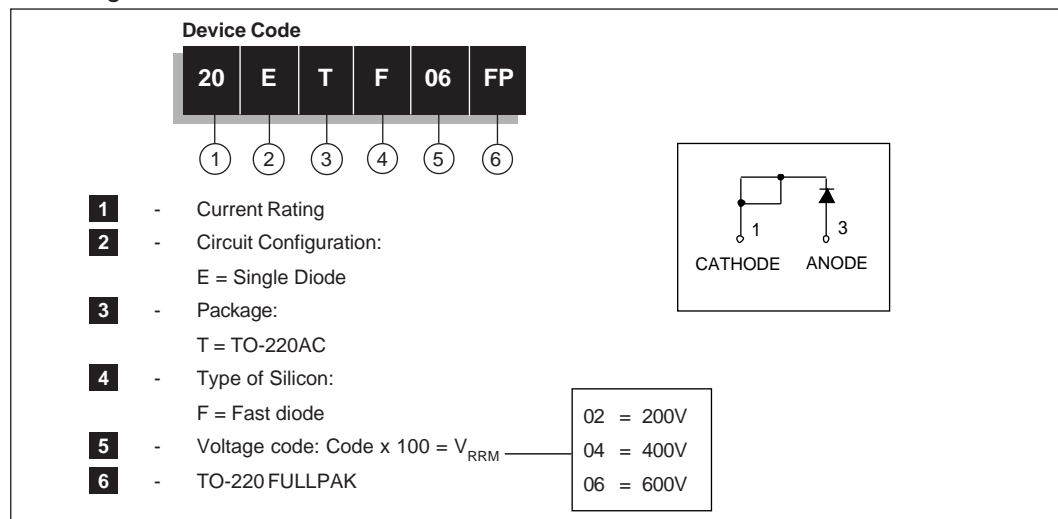 Device Code
20 E T F 06 FP
1 2 3 4 5 6
1 - Current Rating
2 - Circuit Configuration:
E = Single Diode
3 - Package:
T = TO-220AC
4 - Type of Silicon:
F = Fast diode
5 - Voltage code: Code x 100 = VRRM
6 - TO-220 FULLPAK
02 = 200V
04 = 400V
06 = 600V
1 3
CATHODE ANODE